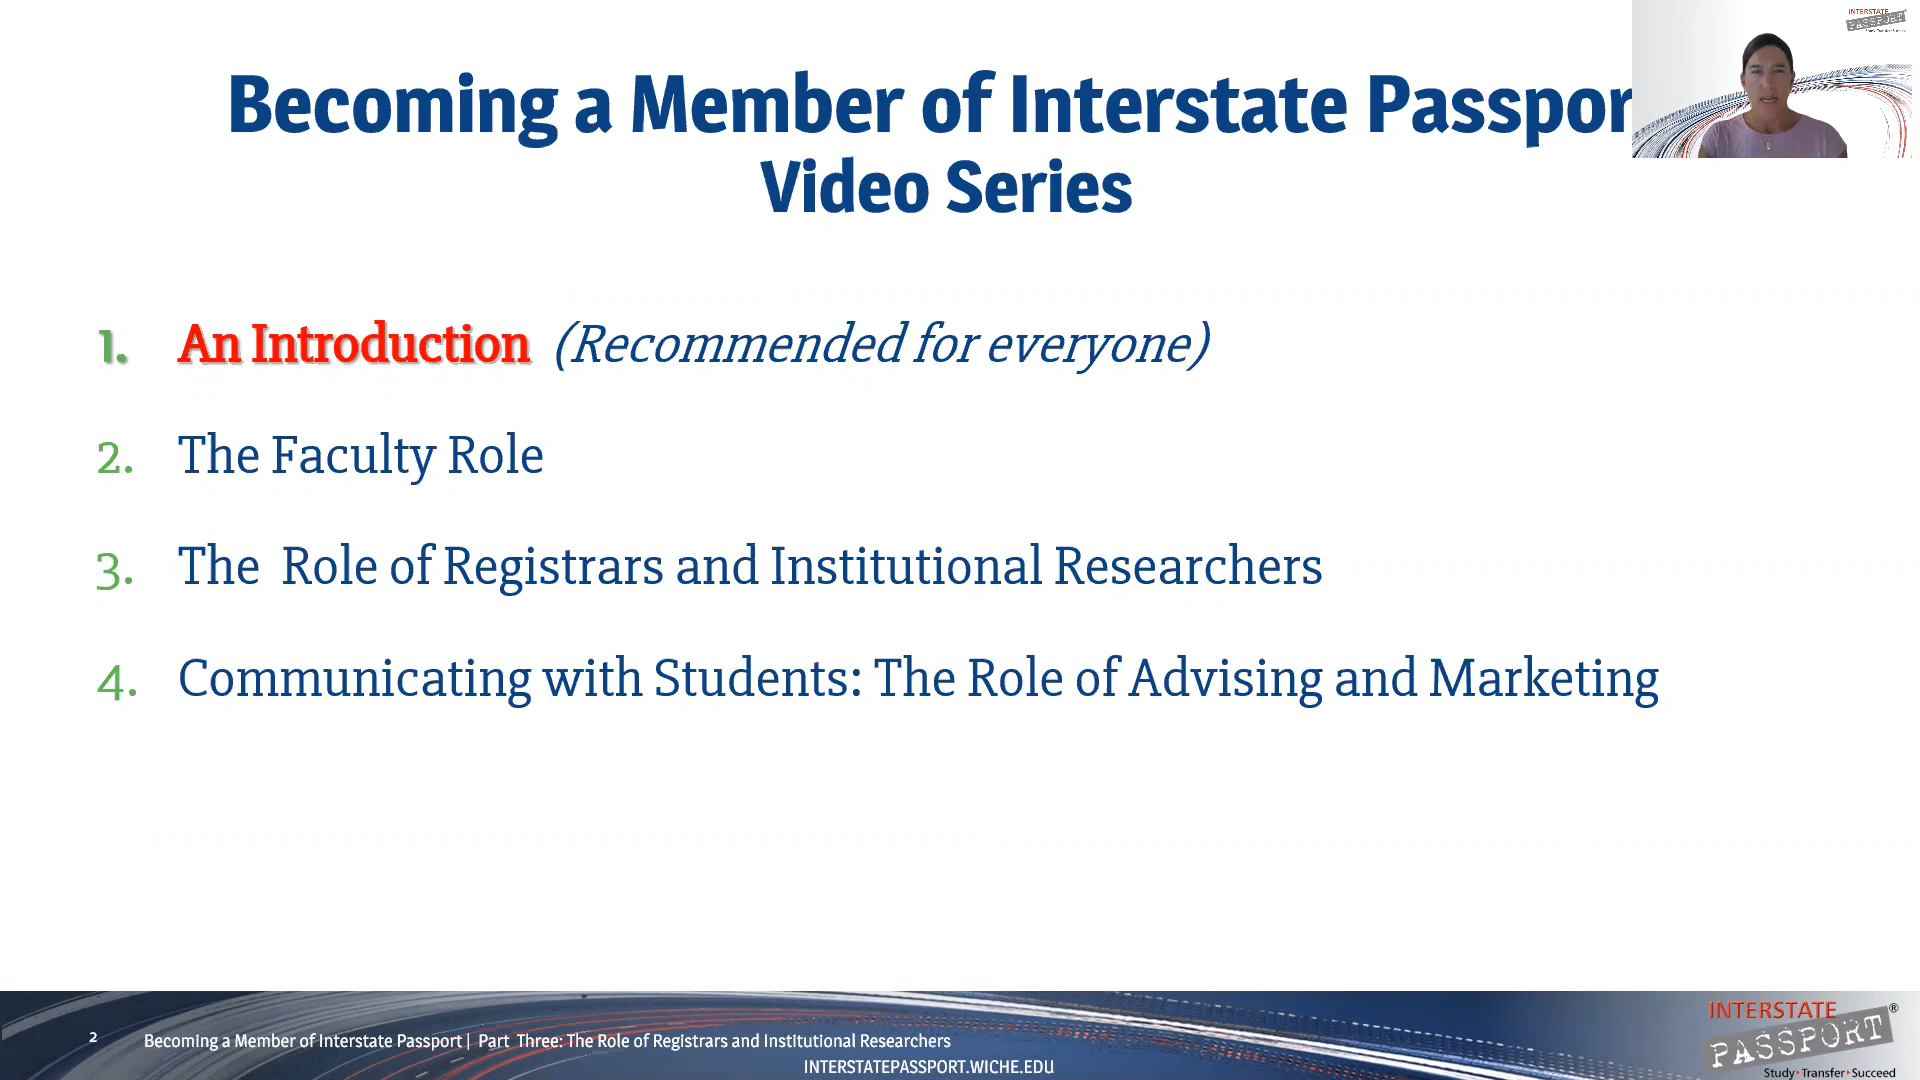 Becoming a Member of Interstate Passpor
Video Series
1. An Introduction (Recommended for everyone)
2. The Faculty Role
3. The Role of Registrars and Institutional Researchers
4. Communicating with Students: The Role of Advising and Marketing
INTERSTATE
PASSPORT
2 Becoming a Member of Interstate Passport | Part Three: The Role of Registrars and Institutional Researchers
INTERSTATEPASSPORT.WICHE.EDU
INTERSTATE ®
PASSPORT
Study Transfer Succeed